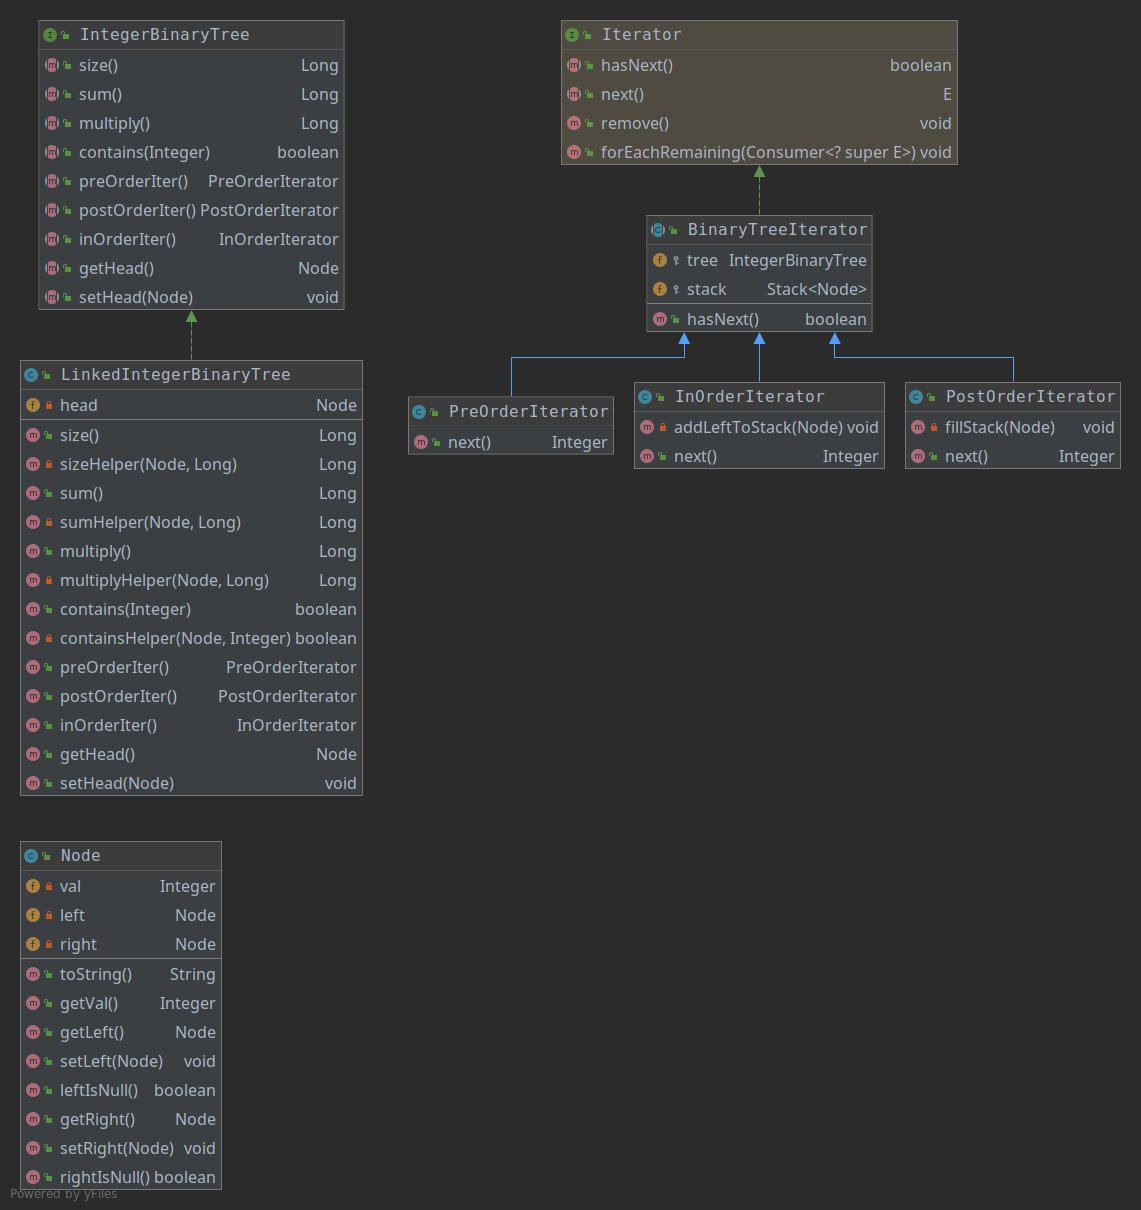 IntegerBinaryTree
size() Long
sum() Long
multiply() Long
contains(Integer) boolean
preOrderIter() PreOrderIterator
postOrderIter() PostOrderIterator
inOrderIter() InOrderIterator
getHead() Node
setHead(Node) void
Iterator
hasNext() boolean
next() E
remove() void
forEachRemaining(Consumer<? super E>) void
BinaryTreeIterator
tree IntegerBinaryTree
stack Stack<Node>
hasNext() boolean
LinkedIntegerBinaryTree
head Node
size() Long
sizeHelper(Node, Long) Long
sum() Long
sumHelper(Node, Long) Long
multiply() Long
multiplyHelper(Node, Long) Long
contains(Integer) boolean
containsHelper(Node, Integer) boolean
preOrderIter() PreOrderIterator
postOrderIter() PostOrderIterator
inOrderIter() InOrderIterator
getHead() Node
setHead(Node) void
PreOrderIterator
next() Integer
InOrderIterator
addLeftToStack(Node) void
next() Integer
PostOrderIterator
fillStack(Node) void
next() Integer
Node
val Integer
left Node
right Node
toString() String
getVal() Integer
getLeft() Node
setLeft(Node) void
leftIsNull() boolean
getRight() Node
setRight(Node) void
rightIsNull() boolean
Powered by yFiles